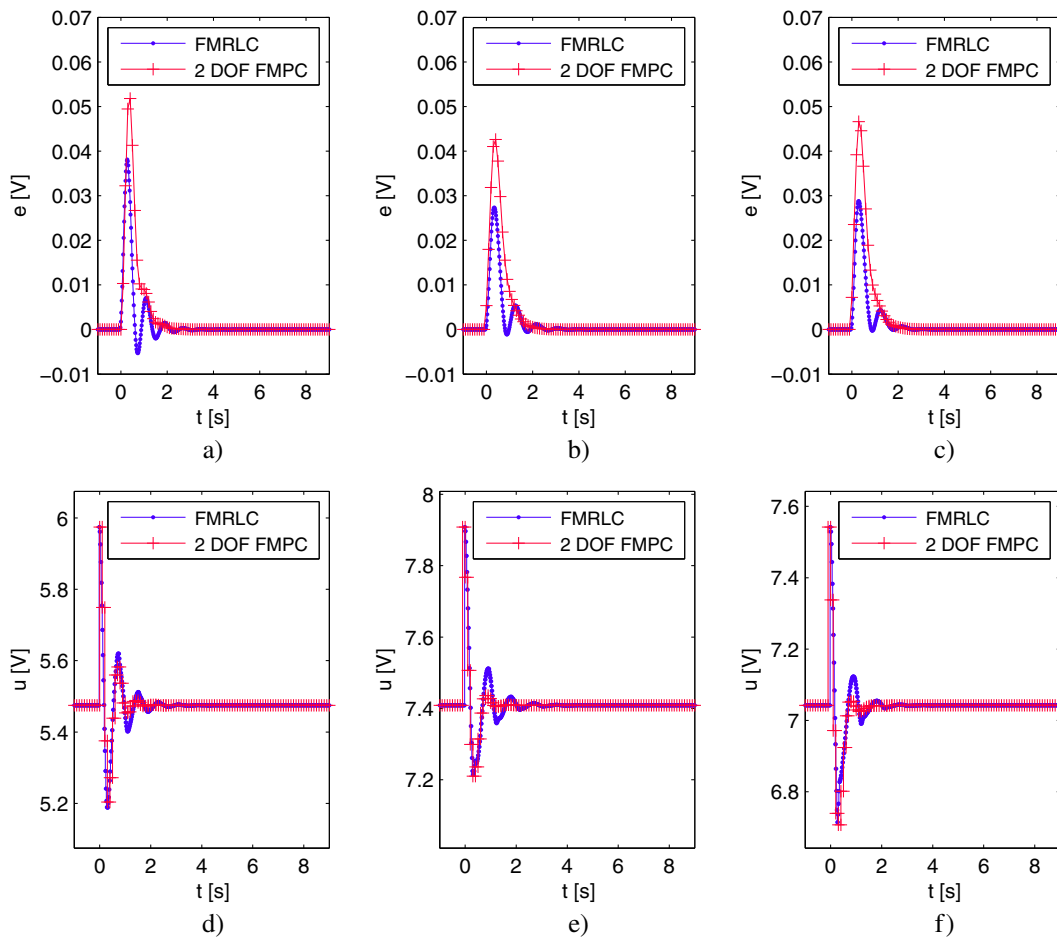 0.07
0.06
0.05
0.04
0.03
0.02
0.01
0
−0.01
e [V]
FMRLC
2 DOF FMPC
0 2 4 6 8
t [s]
a)
0.07
0.06
0.05
0.04
0.03
0.02
0.01
0
−0.01
e [V]
FMRLC
2 DOF FMPC
0 2 4 6 8
t [s]
b)
0.07
0.06
0.05
0.04
0.03
0.02
0.01
0
−0.01
e [V]
FMRLC
2 DOF FMPC
0 2 4 6 8
t [s]
c)
6
5.8
5.6
5.4
5.2
u [V]
FMRLC
2 DOF FMPC
0 2 4 6 8
t [s]
d)
8
7.8
7.6
7.4
7.2
u [V]
FMRLC
2 DOF FMPC
0 2 4 6 8
t [s]
e)
7.6
7.4
7.2
7
6.8
u [V]
FMRLC
2 DOF FMPC
0 2 4 6 8
t [s]
f)